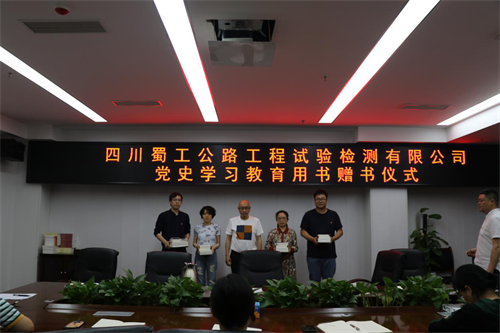 四川蜀工公路工程试验检测有限公司
党史学习教育用书赠书仪式